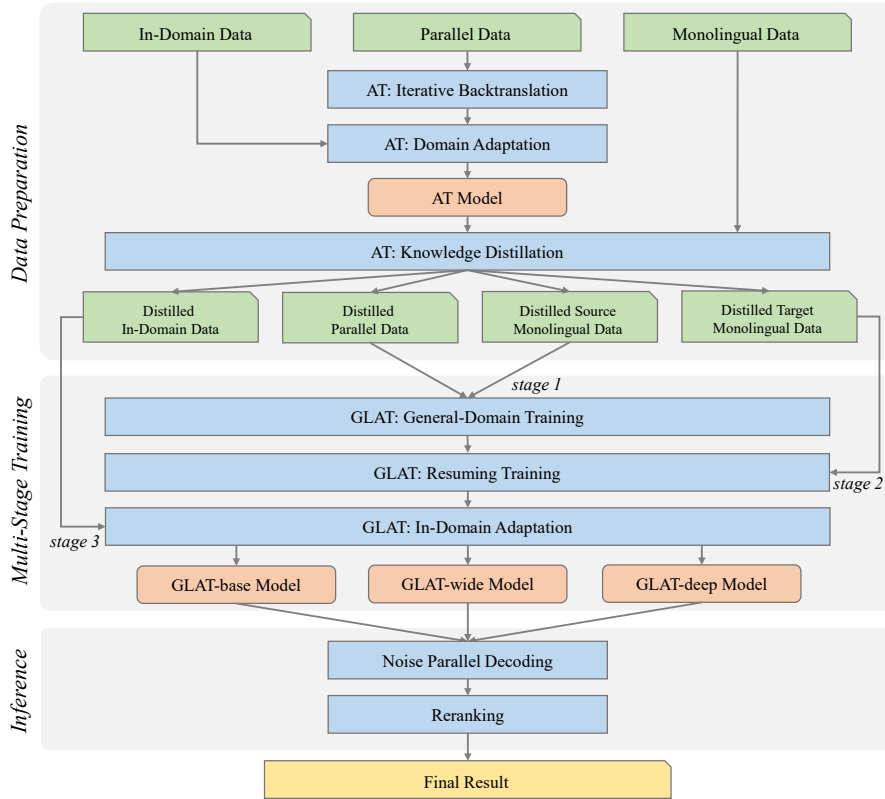 Data Preparation
In-Domain Data
Parallel Data
Monolingual Data
AT: Iterative Backtranslation
AT: Domain Adaptation
AT Model
AT: Knowledge Distillation
Distilled
In-Domain Data
Distilled
Parallel Data
Distilled Source
Monolingual Data
Distilled Target
Monolingual Data
Multi-Stage Training
stage 1
GLAT: General-Domain Training
GLAT: Resuming Training
stage 2
GLAT: In-Domain Adaptation
stage 3
GLAT-base Model
GLAT-wide Model
GLAT-deep Model
Inference
Noise Parallel Decoding
Reranking
Final Result